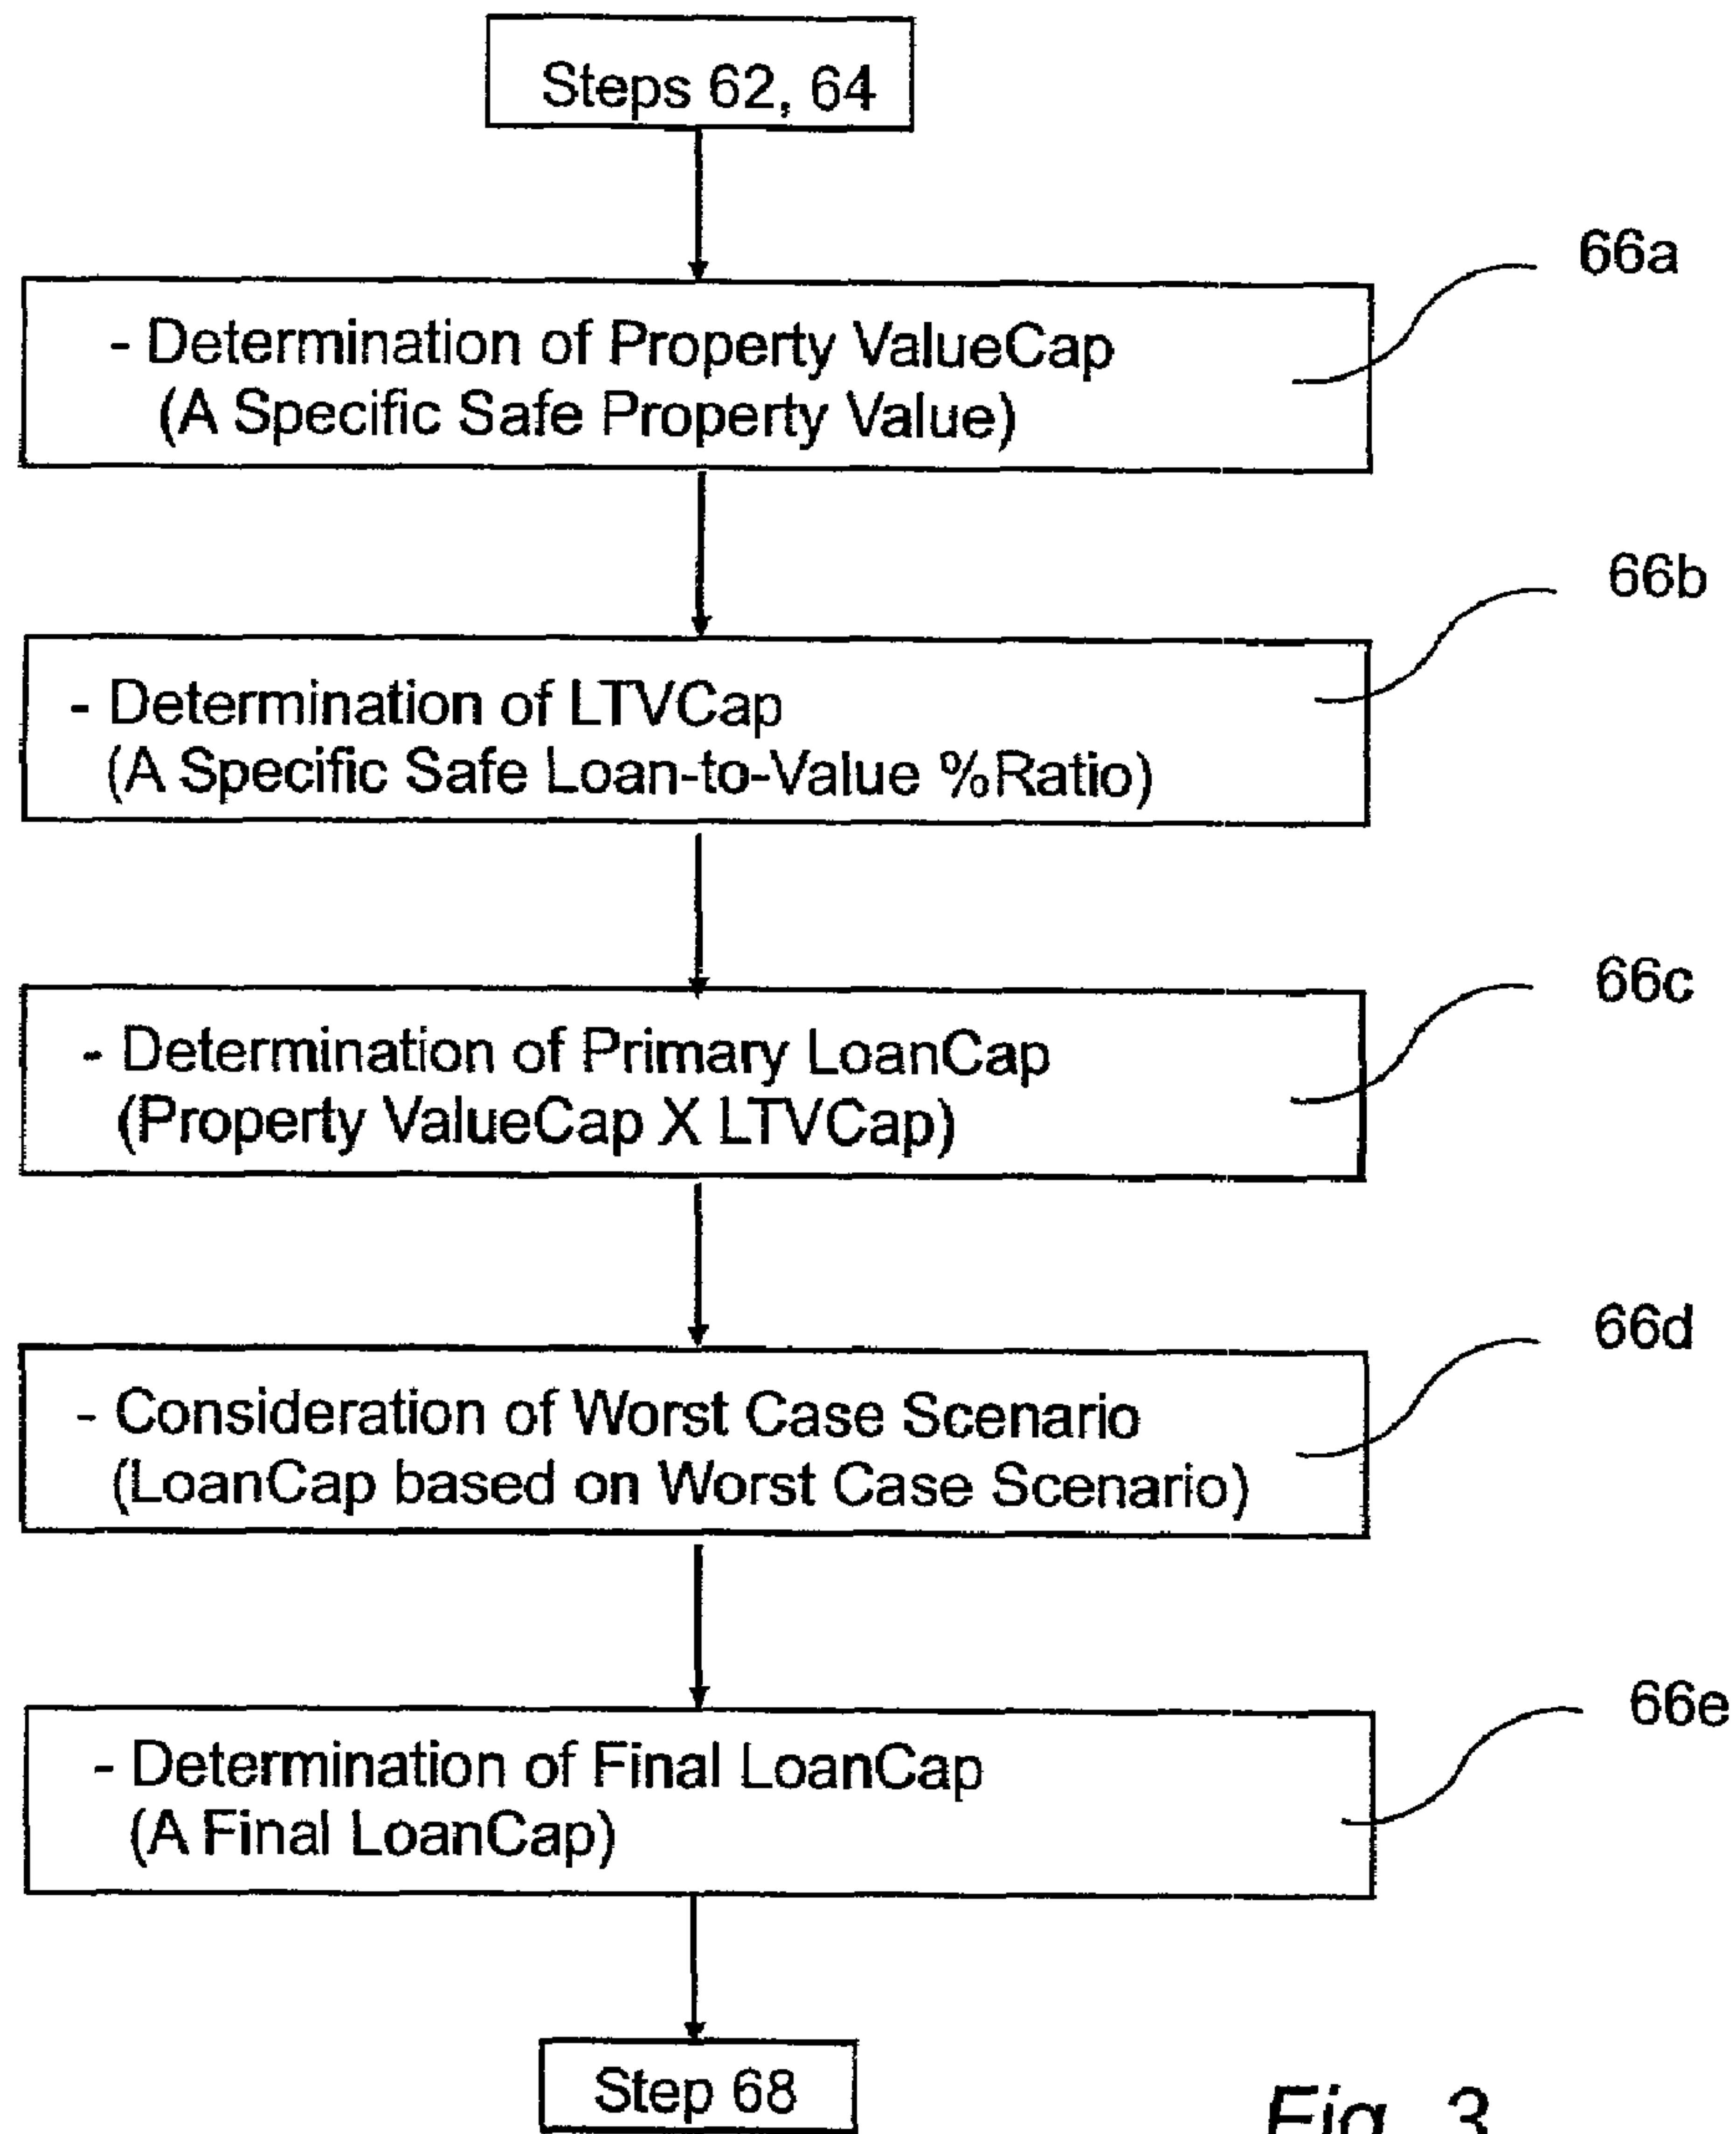 Steps 62, 64
66a
- Determination of Property ValueCap
(A Specific Safe Property Value)
66b
- Determination of LTVCap
(A Specific Safe Loan-to-Value %Ratio)
66c
- Determination of Primary LoanCap
(Property ValueCap X LTVCap)
66d
- Consideration of Worst Case Scenario
(LoanCap based on Worst Case Scenario)
66e
- Determination of Final LoanCap
(A Final LoanCap)
Step 68
Fig. 3